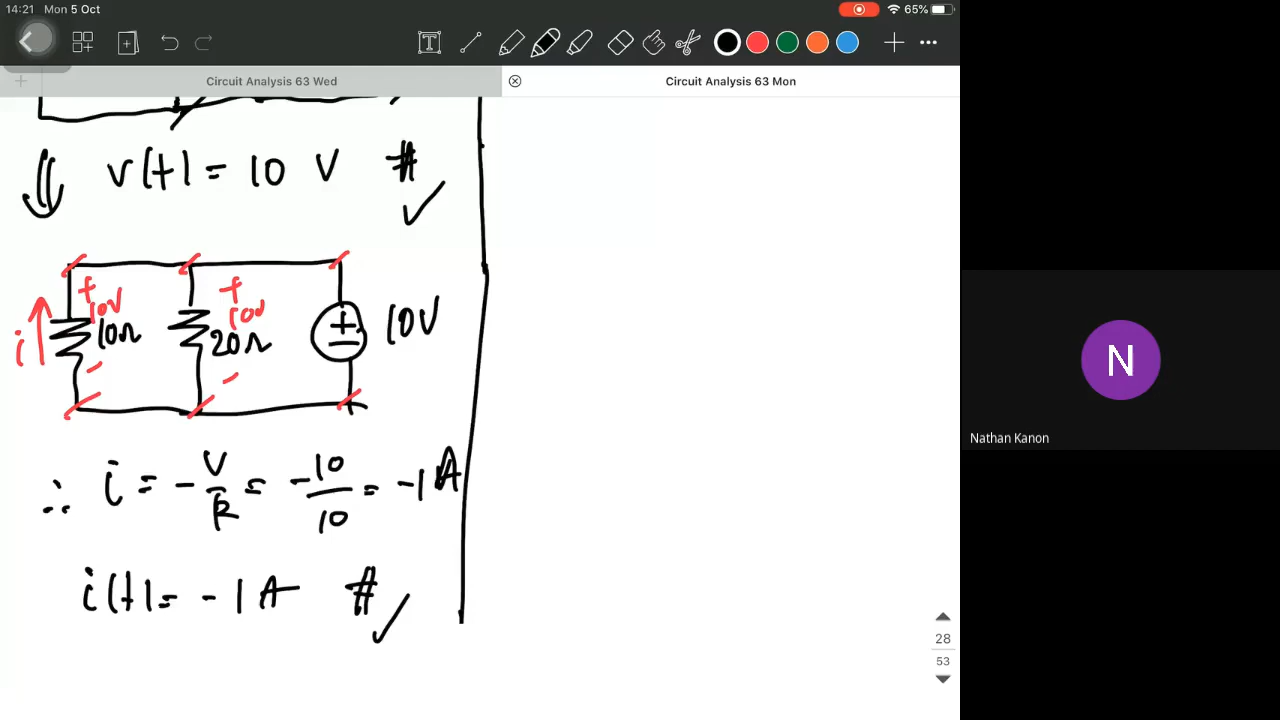 14:21 Mon 5 Oct
65%
Circuit Analysis 63 Wed
Circuit Analysis 63 Mon
v(t) = 10 V #
+ +
10V 10V
i 10Ω 20Ω + 10V
- - -
∴ i = -V/R = -10/10 = -1A
i(t) = -1A #
28
53
N
Nathan Kanon